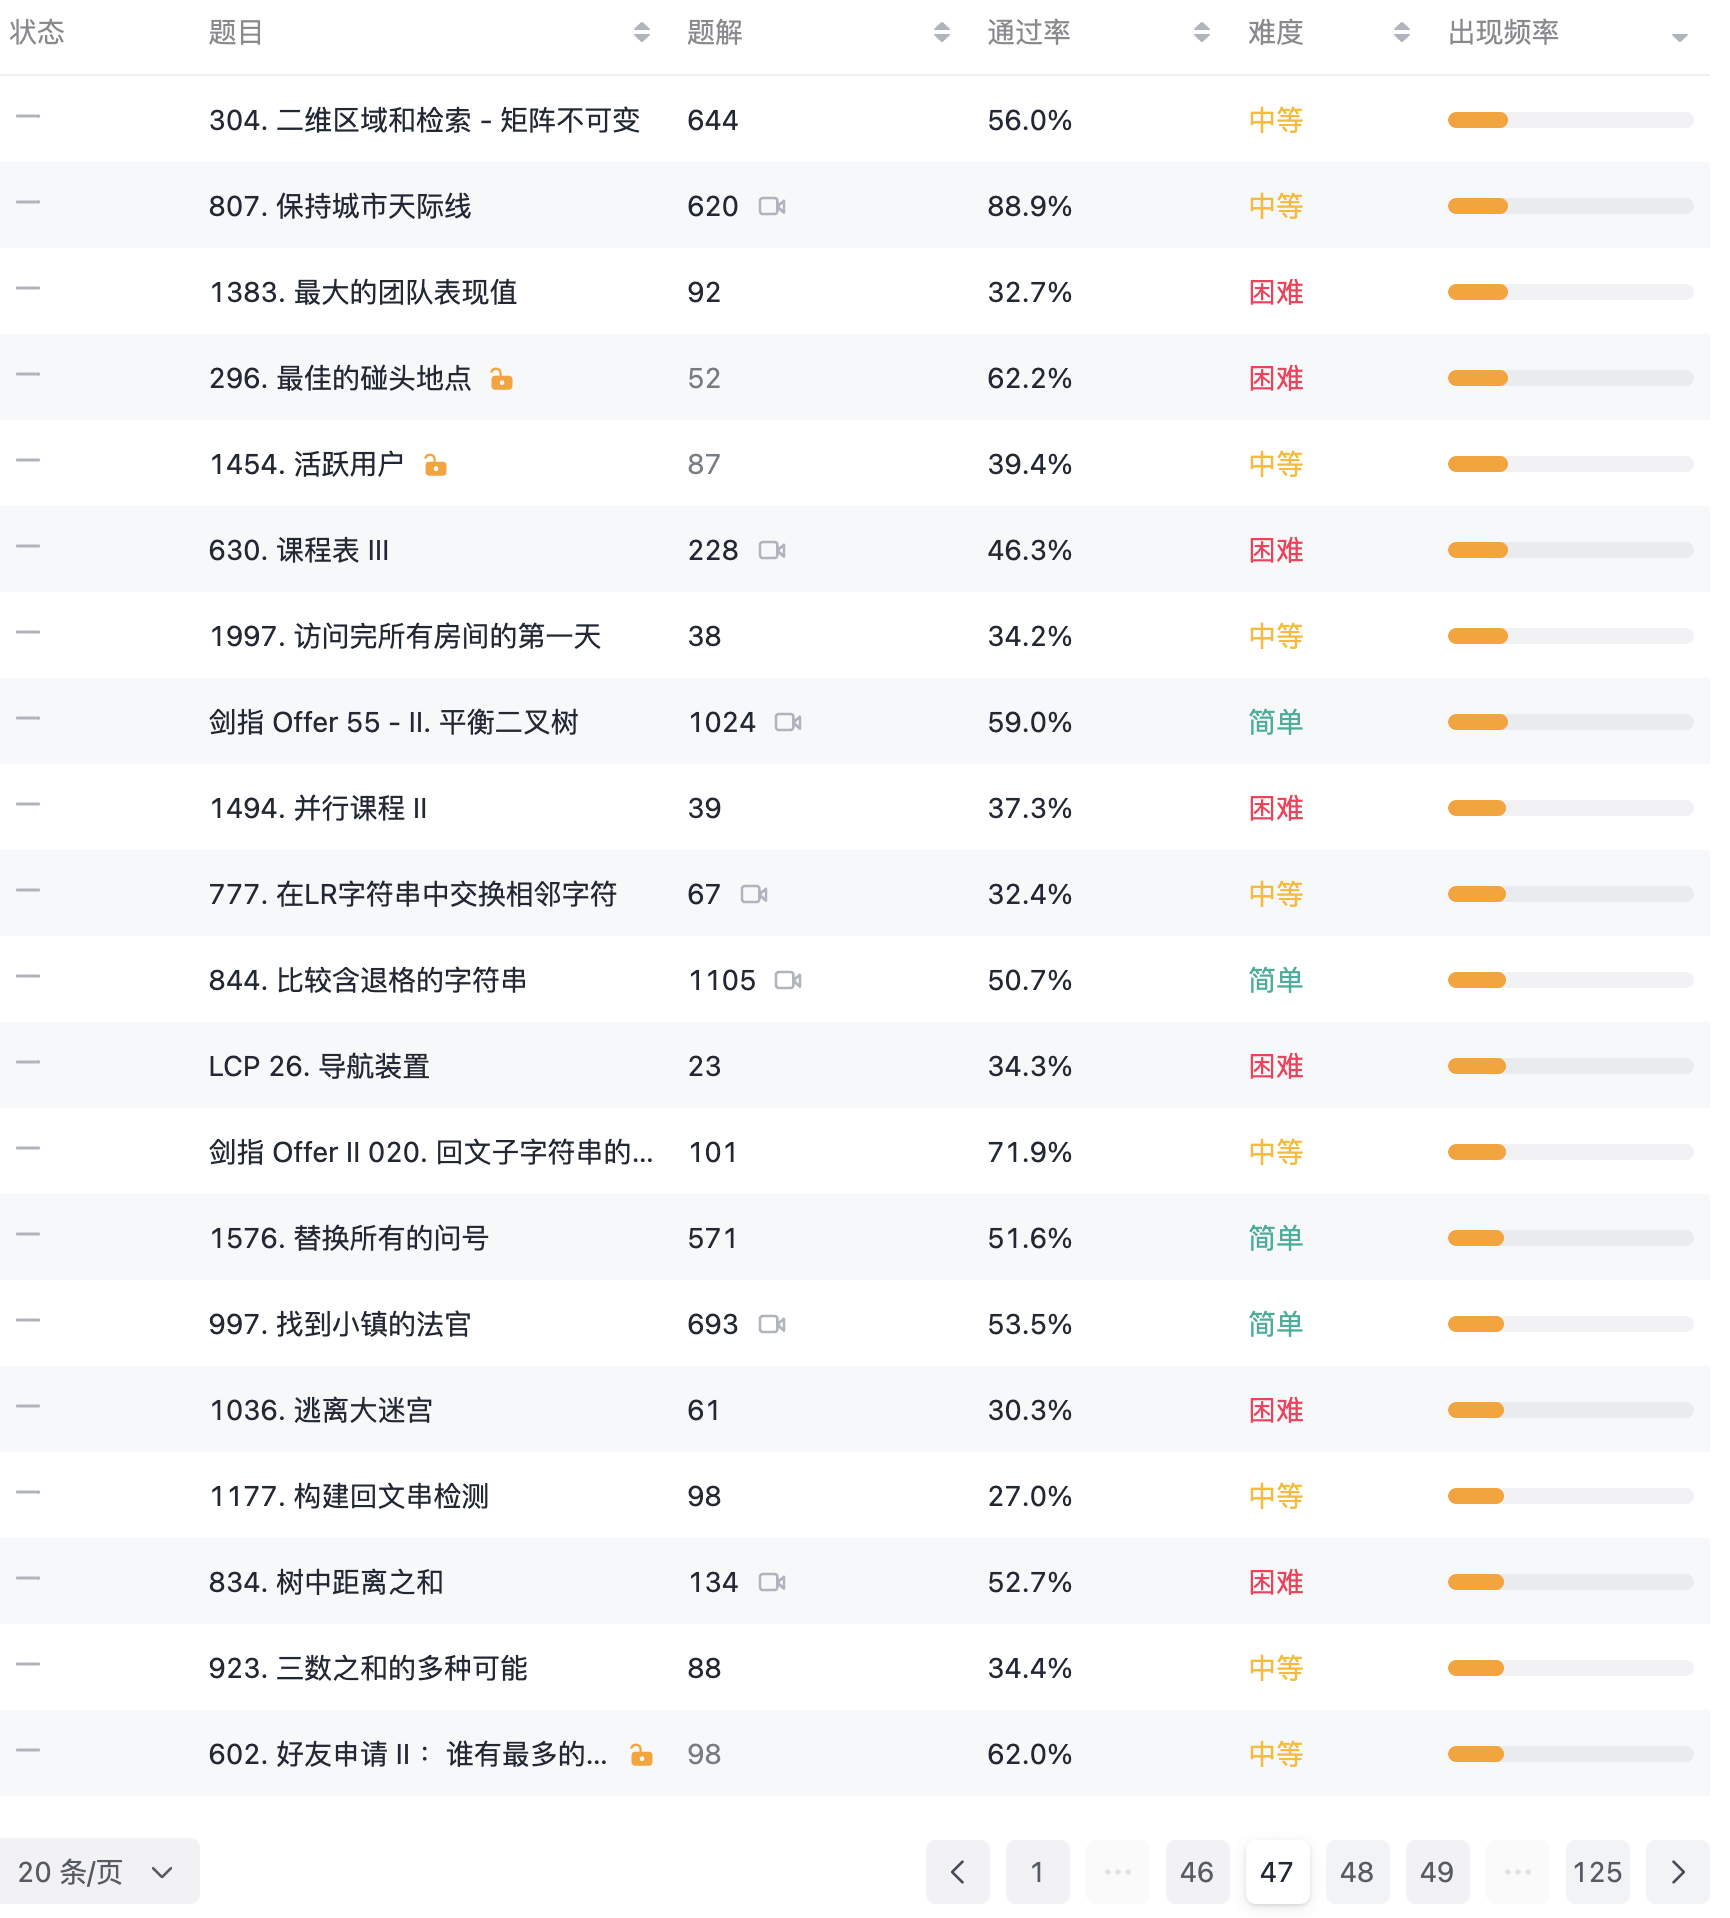 状态 题目 题解 通过率 难度 出现频率
304. 二维区域和检索 - 矩阵不可变 644 56.0% 中等
807. 保持城市天际线 620 88.9% 中等
1383. 最大的团队表现值 92 32.7% 困难
296. 最佳的碰头地点 52 62.2% 困难
1454. 活跃用户 87 39.4% 中等
630. 课程表 III 228 46.3% 困难
1997. 访问完所有房间的第一天 38 34.2% 中等
剑指 Offer 55 - II. 平衡二叉树 1024 59.0% 简单
1494. 并行课程 II 39 37.3% 困难
777. 在LR字符串中交换相邻字符 67 32.4% 中等
844. 比较含退格的字符串 1105 50.7% 简单
LCP 26. 导航装置 23 34.3% 困难
剑指 Offer II 020. 回文子字符串的... 101 71.9% 中等
1576. 替换所有的问号 571 51.6% 简单
997. 找到小镇的法官 693 53.5% 简单
1036. 逃离大迷宫 61 30.3% 困难
1177. 构建回文串检测 98 27.0% 中等
834. 树中距离之和 134 52.7% 困难
923. 三数之和的多种可能 88 34.4% 中等
602. 好友申请 II ：谁有最多的... 98 62.0% 中等
20 条/页 1 ... 46 47 48 49 ... 125